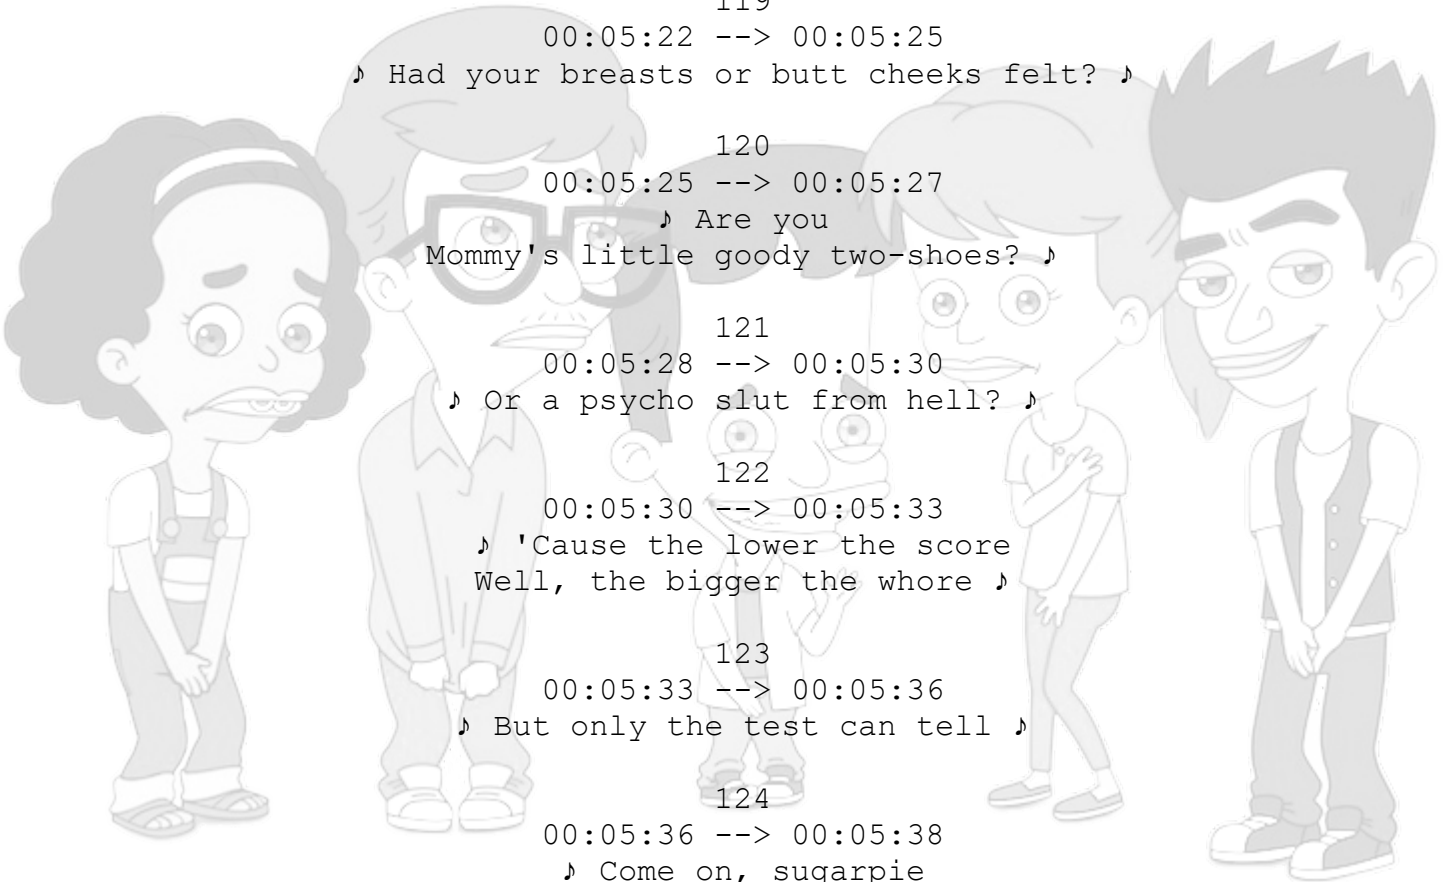 119
00:05:22 --> 00:05:25
♪ Had your breasts or butt cheeks felt? ♪
120
00:05:25 --> 00:05:27
♪ Are you
Mommy's little goody two-shoes? ♪
121
00:05:28 --> 00:05:30
♪ Or a psycho slut from hell? ♪
122
00:05:30 --> 00:05:33
♪ 'Cause the lower the score
Well, the bigger the whore ♪
123
00:05:33 --> 00:05:36
♪ But only the test can tell ♪
124
00:05:36 --> 00:05:38
♪ Come on, sugarpie